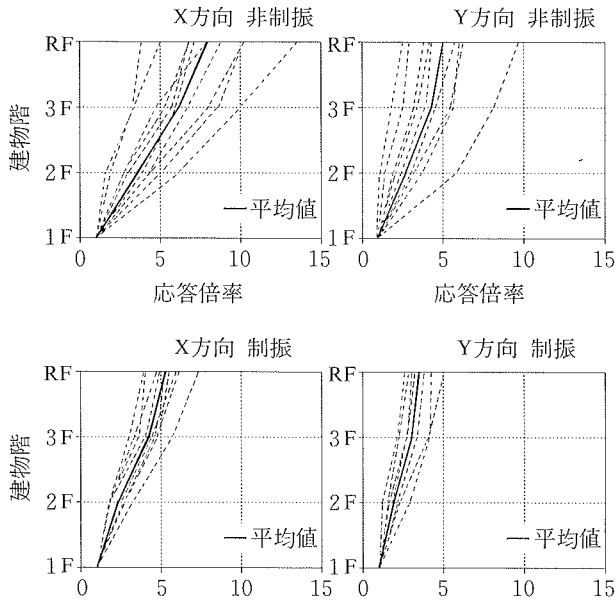 X方向 非制振
Y方向 非制振
建物階
RF
3F
2F
1F
平均値
0 5 10 15
応答倍率
RF
3F
2F
1F
平均値
0 5 10 15
応答倍率
X方向 制振
Y方向 制振
建物階
RF
3F
2F
1F
平均値
0 5 10 15
RF
3F
2F
1F
平均値
0 5 10 15